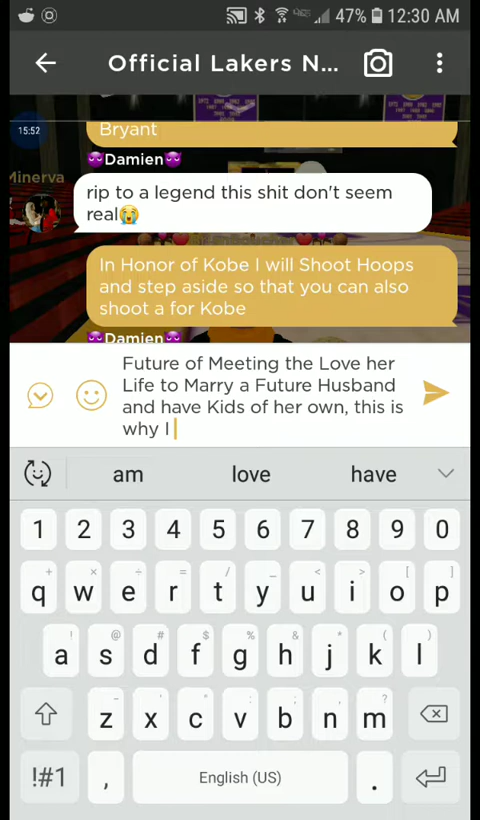 47% 12:30 AM
Official Lakers N...
15:52
Bryant
Minerva
😈Damien😈
rip to a legend this shit don't seem
real😭
In Honor of Kobe I will Shoot Hoops
and step aside so that you can also
shoot a for Kobe
😈Damien😈
Future of Meeting the Love her
Life to Marry a Future Husband
and have Kids of her own, this is
why I
am love have
1 2 3 4 5 6 7 8 9 0
+ × ÷ = / _ < > [ ]
q w e r t y u i o p
! @ # $ % & * ( )
a s d f g h j k l
- ' " : ; , ?
z x c v b n m
!#1 , English (US) .